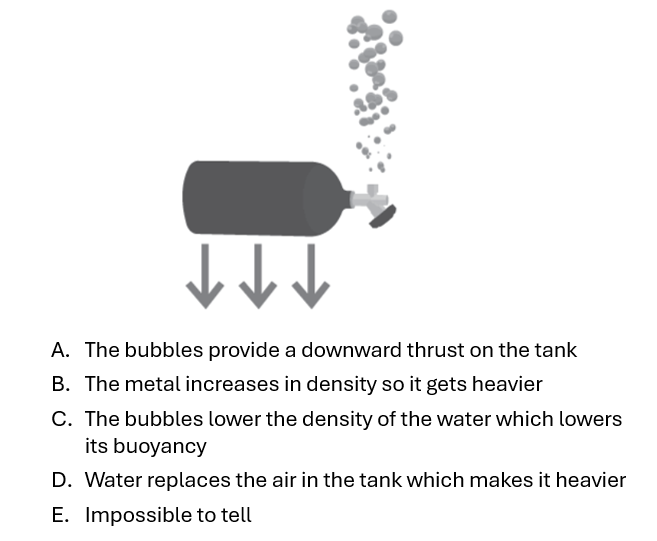 A. The bubbles provide a downward thrust on the tank
B. The metal increases in density so it gets heavier
C. The bubbles lower the density of the water which lowers
its buoyancy
D. Water replaces the air in the tank which makes it heavier
E. Impossible to tell